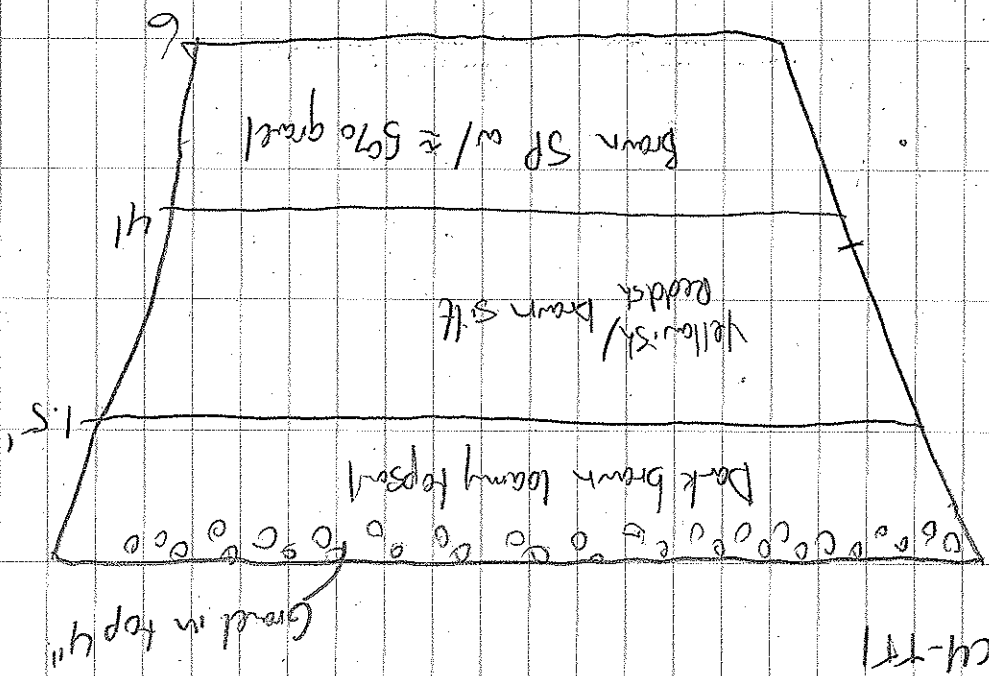 C4-TP1
Gravel in top 4"
Dark brown loamy topsoil
1.5'
Yellowish/
Reddish brown silt
4'
Brown SP w/ ≈ 5% gravel
6